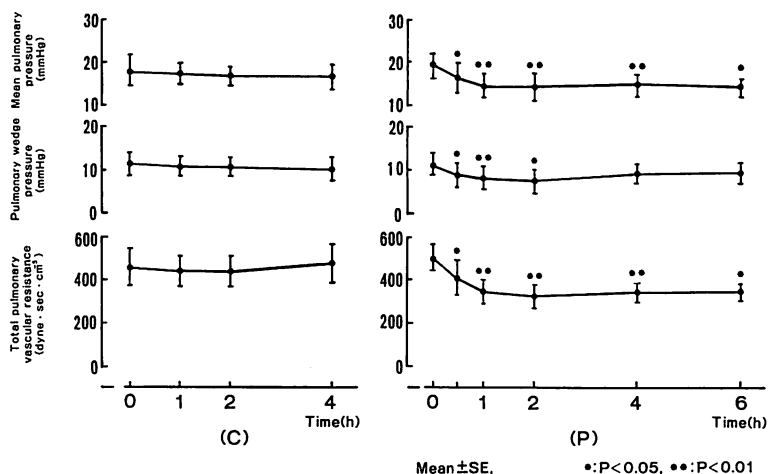 Mean pulmonary
pressure
(mmHg)
30
20
10
30
20
10
Pulmonary wedge
pressure
(mmHg)
20
10
0
20
10
0
Total pulmonary
vascular resistance
(dyne・sec・cm⁵)
600
400
200
0
600
400
200
0
0 1 2 4
Time(h)
(C)
0 1 2 4 6
Time(h)
(P)
Mean±SE, •:P<0.05, ••:P<0.01